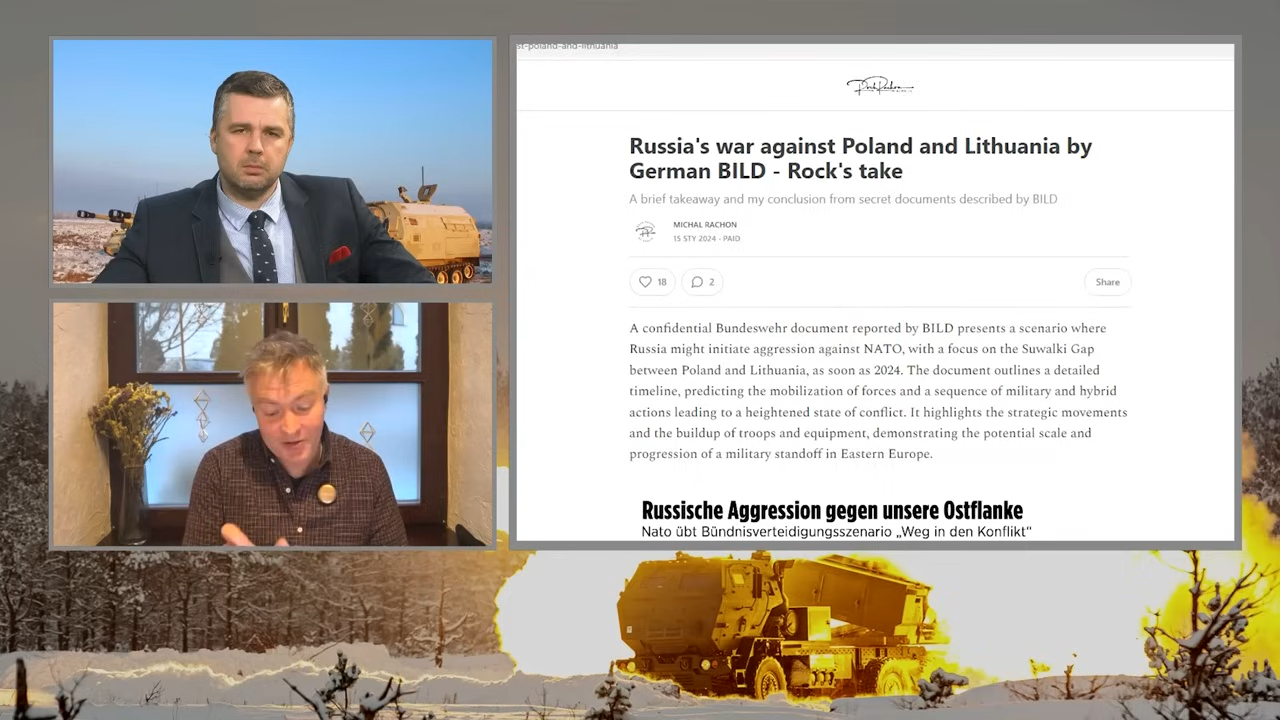 st-poland-and-lithuania
Russia's war against Poland and Lithuania by
German BILD - Rock's take
A brief takeaway and my conclusion from secret documents described by BILD
MICHAL RACHON
15 STY 2024 ∙ PAID
18
2
Share
A confidential Bundeswehr document reported by BILD presents a scenario where
Russia might initiate aggression against NATO, with a focus on the Suwalki Gap
between Poland and Lithuania, as soon as 2024. The document outlines a detailed
timeline, predicting the mobilization of forces and a sequence of military and hybrid
actions leading to a heightened state of conflict. It highlights the strategic movements
and the buildup of troops and equipment, demonstrating the potential scale and
progression of a military standoff in Eastern Europe.
Russische Aggression gegen unsere Ostflanke
Nato übt Bündnisverteidigungsszenario „Weg in den Konflikt“